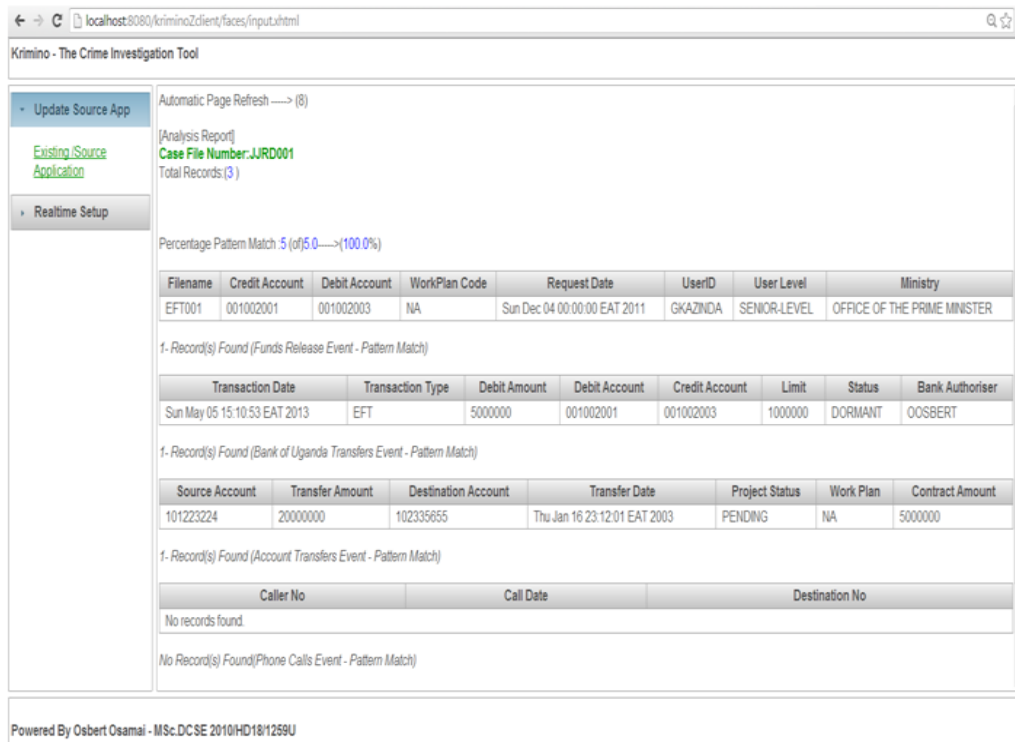 localhost:8080/kriminoZclient/faces/input.xhtml
Krimino - The Crime Investigation Tool
Update Source App
Existing /Source
Application
Realtime Setup
Automatic Page Refresh -----> (8)
[Analysis Report]
Case File Number:JJRD001
Total Records:(3 )
Percentage Pattern Match :5 (of)5.0----->(100.0%)
Filename Credit Account Debit Account WorkPlan Code Request Date UserID User Level Ministry
EFT001 001002001 001002003 NA Sun Dec 04 00:00:00 EAT 2011 GKAZINDA SENIOR-LEVEL OFFICE OF THE PRIME MINISTER
1- Record(s) Found (Funds Release Event - Pattern Match)
Transaction Date Transaction Type Debit Amount Debit Account Credit Account Limit Status Bank Authoriser
Sun May 05 15:10:53 EAT 2013 EFT 5000000 001002001 001002003 1000000 DORMANT OOSBERT
1- Record(s) Found (Bank of Uganda Transfers Event - Pattern Match)
Source Account Transfer Amount Destination Account Transfer Date Project Status Work Plan Contract Amount
101223224 20000000 102335655 Thu Jan 16 23:12:01 EAT 2003 PENDING NA 5000000
1- Record(s) Found (Account Transfers Event - Pattern Match)
Caller No Call Date Destination No
No records found.
No Record(s) Found(Phone Calls Event - Pattern Match)
Powered By Osbert Osamai - MSc.DCSE 2010/HD18/1259U